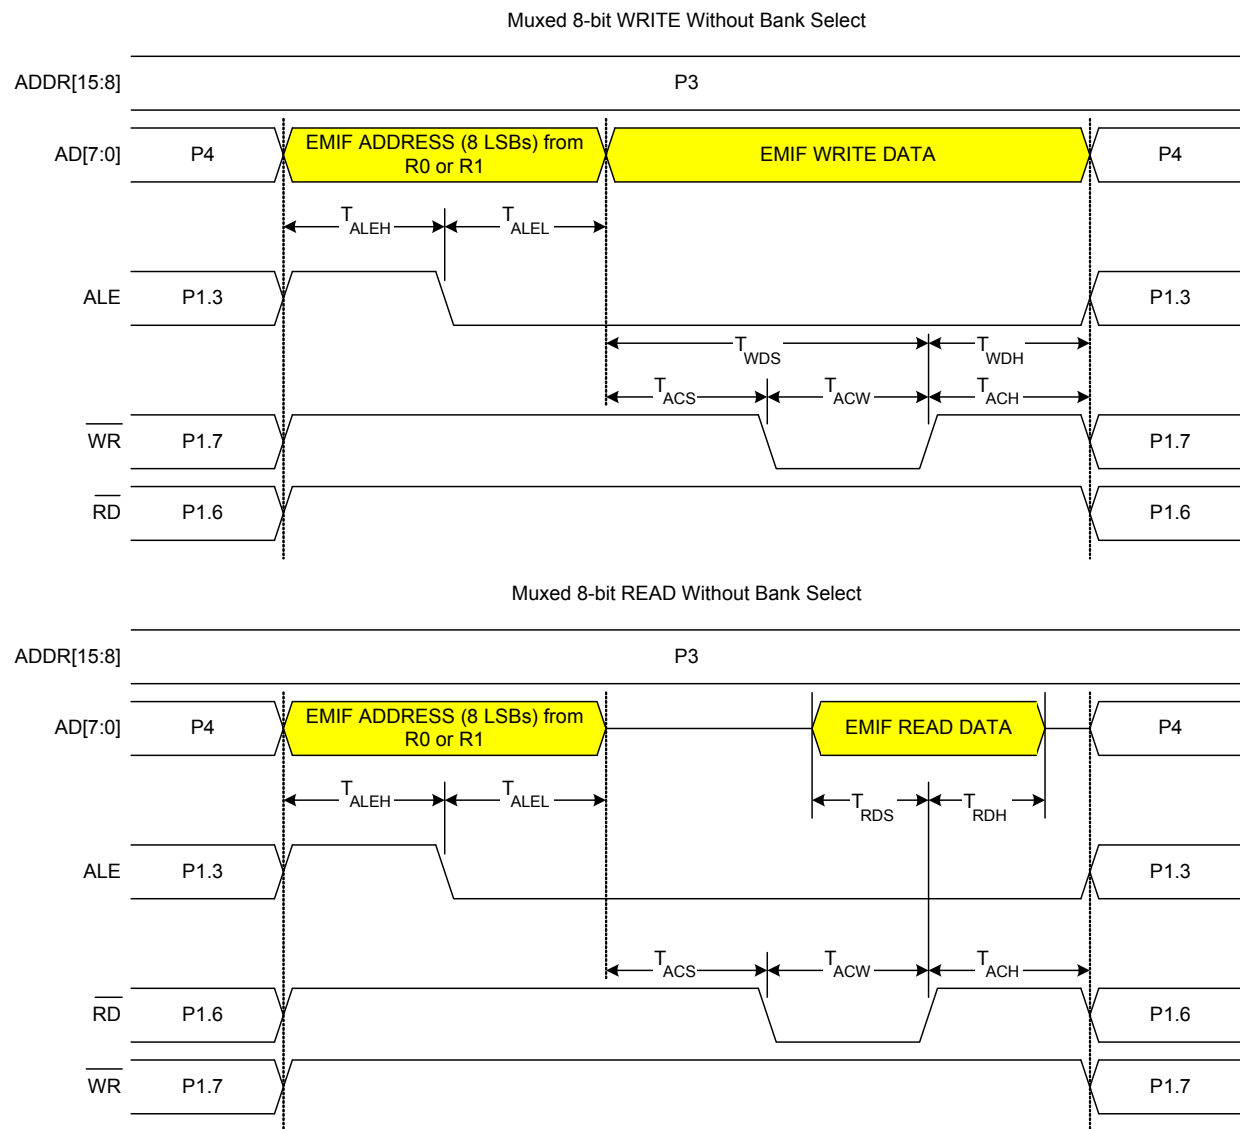 Muxed 8-bit WRITE Without Bank Select
ADDR[15:8] P3
AD[7:0] P4 EMIF ADDRESS (8 LSBs) from EMIF WRITE DATA P4
R0 or R1
TALEH TALEL
ALE P1.3 P1.3
TWDS TWDH
TACS TACW TACH
WR P1.7 P1.7
RD P1.6 P1.6
Muxed 8-bit READ Without Bank Select
ADDR[15:8] P3
AD[7:0] P4 EMIF ADDRESS (8 LSBs) from EMIF READ DATA P4
R0 or R1
TALEH TALEL TRDS TRDH
ALE P1.3 P1.3
TACS TACW TACH
RD P1.6 P1.6
WR P1.7 P1.7